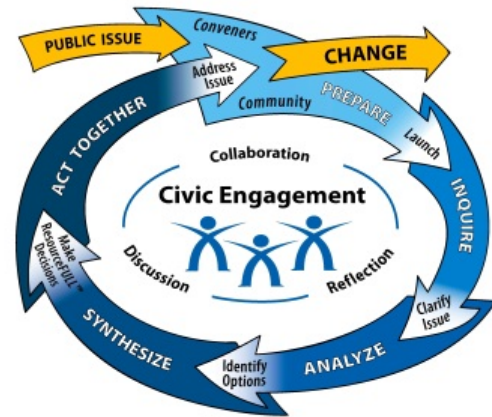 PUBLIC ISSUE
Conveners
Address
Issue
CHANGE
Community
PREPARE
Launch
INQUIRE
Clarify
Issue
ANALYZE
Identify
Options
SYNTHESIZE
Make
ResourceFULL™
Decisions
ACT TOGETHER
Collaboration
Civic Engagement
Discussion
Reflection